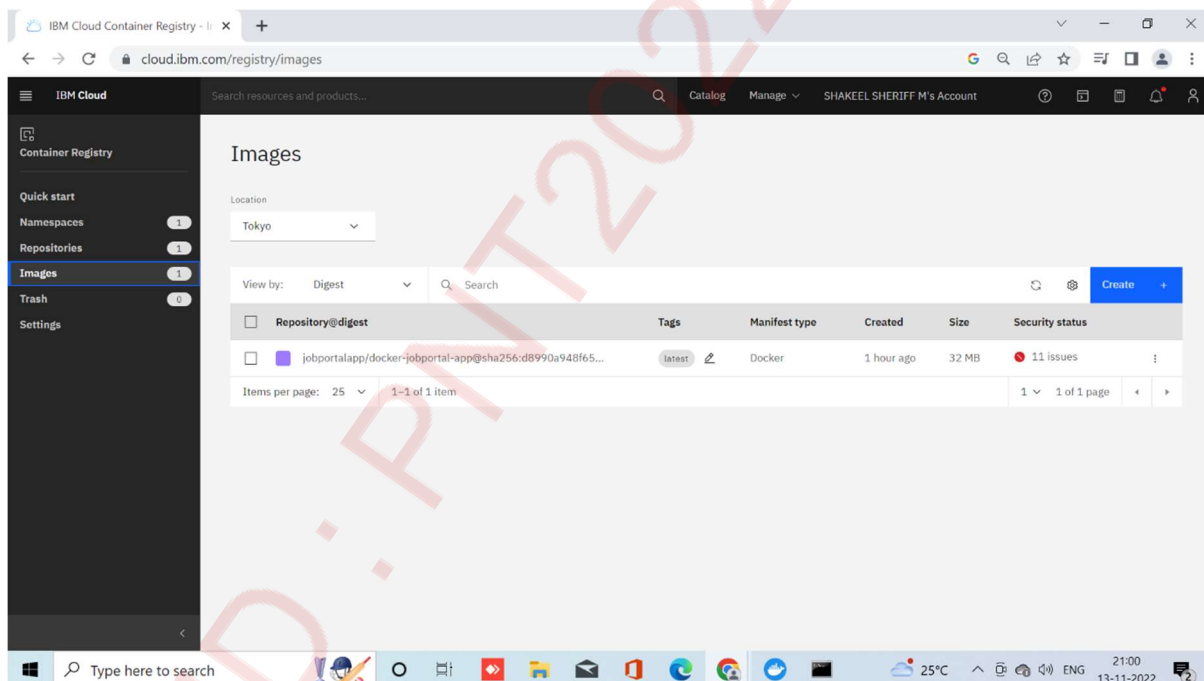 IBM Cloud Container Registry - I
cloud.ibm.com/registry/images
IBM Cloud
Search resources and products...
Catalog
Manage
SHAKEEL SHERIFF M's Account
Container Registry
Quick start
Namespaces 1
Repositories 1
Images 1
Trash 0
Settings
Images
Location
Tokyo
View by: Digest
Search
Create +
Repository@digest Tags Manifest type Created Size Security status
jobportalapp/docker-jobportal-app@sha256:d8990a948f65... latest Docker 1 hour ago 32 MB 11 issues
Items per page: 25 1–1 of 1 item 1 1 of 1 page
D : PNT202
Type here to search
25°C ENG 21:00
13-11-2022
2